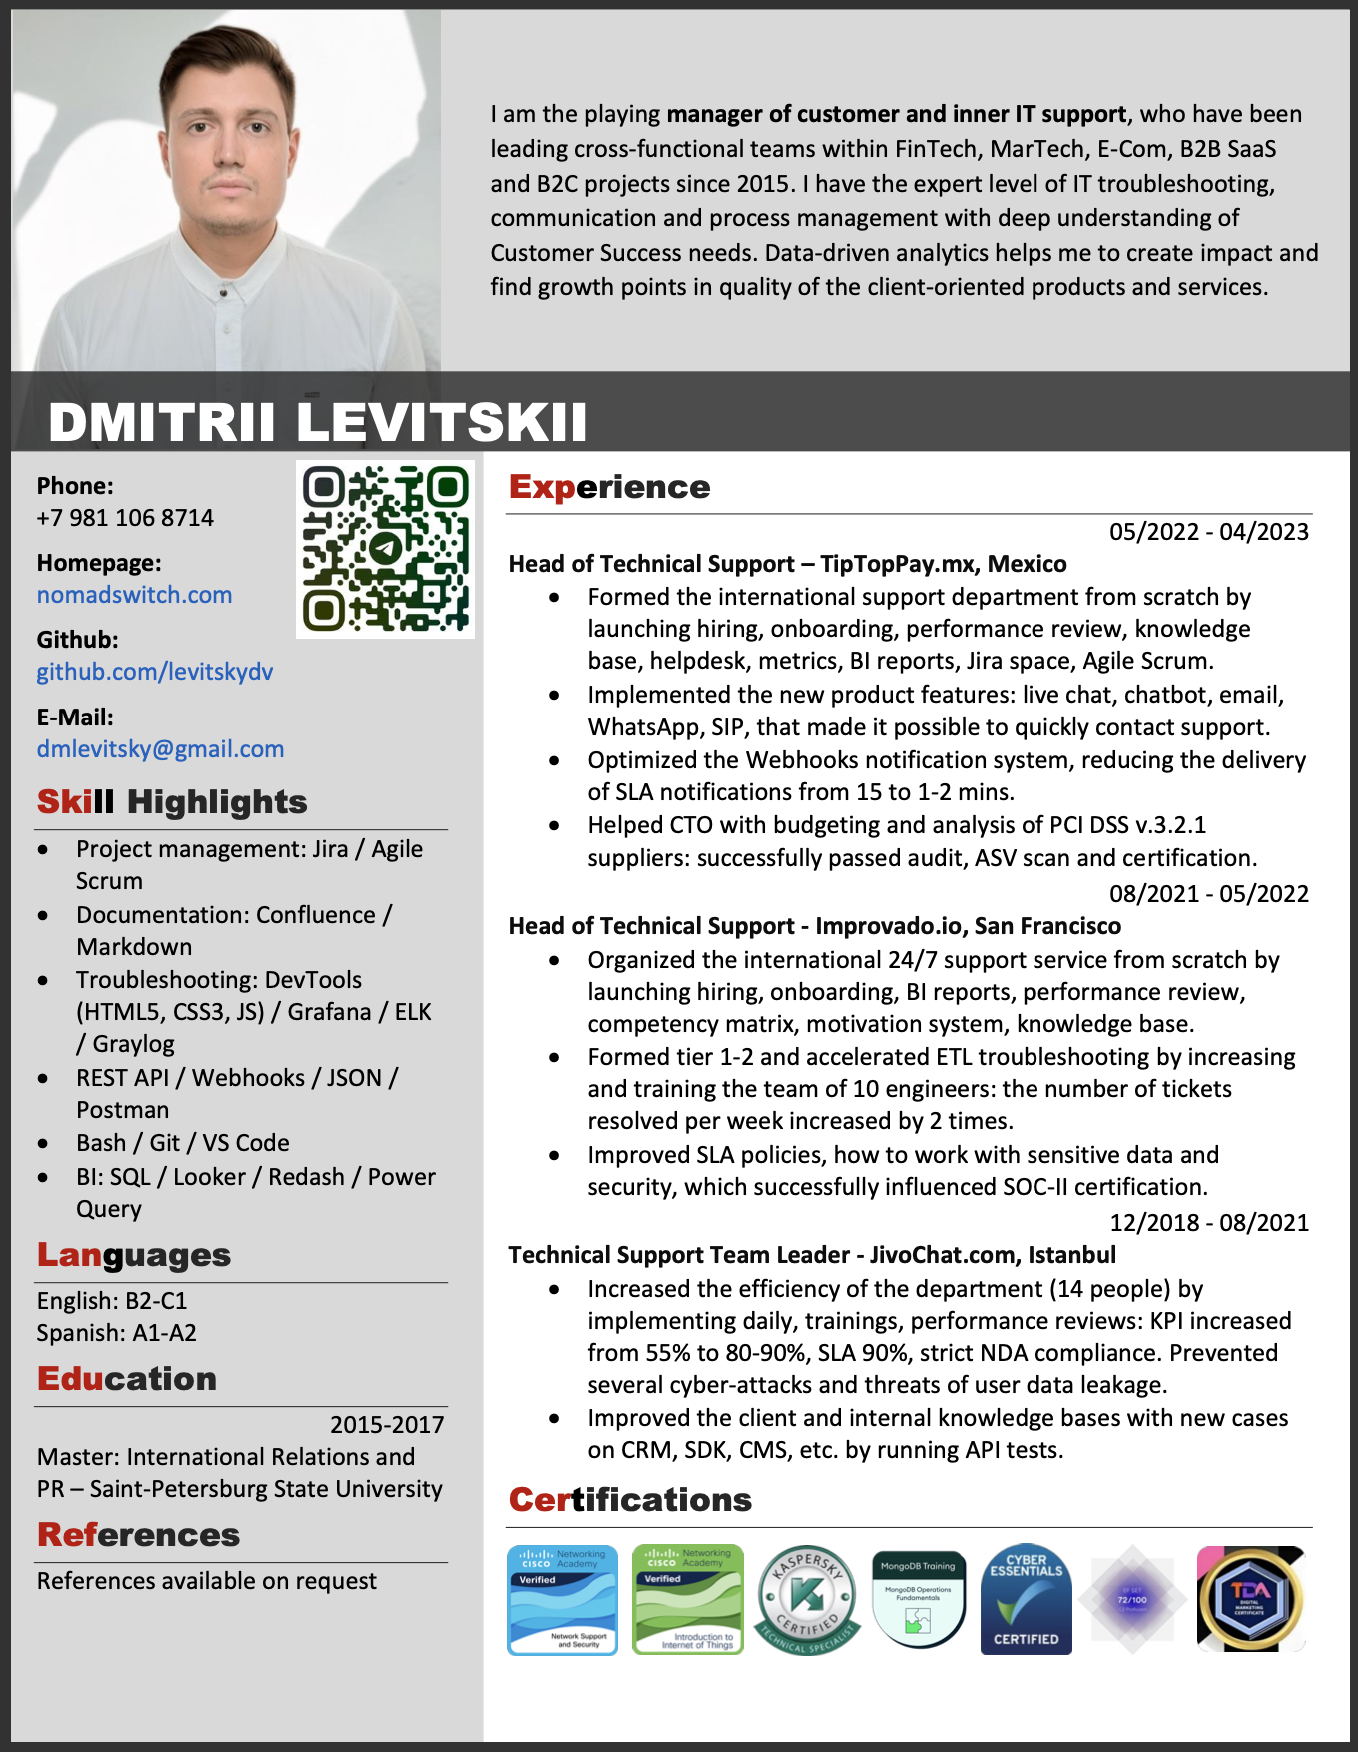 I am the playing manager of customer and inner IT support, who have been
leading cross-functional teams within FinTech, MarTech, E-Com, B2B SaaS
and B2C projects since 2015. I have the expert level of IT troubleshooting,
communication and process management with deep understanding of
Customer Success needs. Data-driven analytics helps me to create impact and
find growth points in quality of the client-oriented products and services.
DMITRII LEVITSKII
Phone:
+7 981 106 8714
Homepage:
nomadswitch.com
Github:
github.com/levitskydv
E-Mail:
dmlevitsky@gmail.com
Skill Highlights
• Project management: Jira / Agile
Scrum
• Documentation: Confluence /
Markdown
• Troubleshooting: DevTools
(HTML5, CSS3, JS) / Grafana / ELK
/ Graylog
• REST API / Webhooks / JSON /
Postman
• Bash / Git / VS Code
• BI: SQL / Looker / Redash / Power
Query
Languages
English: B2-C1
Spanish: A1-A2
Education
2015-2017
Master: International Relations and
PR – Saint-Petersburg State University
References
References available on request
Experience
05/2022 - 04/2023
Head of Technical Support – TipTopPay.mx, Mexico
• Formed the international support department from scratch by
launching hiring, onboarding, performance review, knowledge
base, helpdesk, metrics, BI reports, Jira space, Agile Scrum.
• Implemented the new product features: live chat, chatbot, email,
WhatsApp, SIP, that made it possible to quickly contact support.
• Optimized the Webhooks notification system, reducing the delivery
of SLA notifications from 15 to 1-2 mins.
• Helped CTO with budgeting and analysis of PCI DSS v.3.2.1
suppliers: successfully passed audit, ASV scan and certification.
08/2021 - 05/2022
Head of Technical Support - Improvado.io, San Francisco
• Organized the international 24/7 support service from scratch by
launching hiring, onboarding, BI reports, performance review,
competency matrix, motivation system, knowledge base.
• Formed tier 1-2 and accelerated ETL troubleshooting by increasing
and training the team of 10 engineers: the number of tickets
resolved per week increased by 2 times.
• Improved SLA policies, how to work with sensitive data and
security, which successfully influenced SOC-II certification.
12/2018 - 08/2021
Technical Support Team Leader - JivoChat.com, Istanbul
• Increased the efficiency of the department (14 people) by
implementing daily, trainings, performance reviews: KPI increased
from 55% to 80-90%, SLA 90%, strict NDA compliance. Prevented
several cyber-attacks and threats of user data leakage.
• Improved the client and internal knowledge bases with new cases
on CRM, SDK, CMS, etc. by running API tests.
Certifications
CISCO Networking
Academy
Verified
Network Support
and Security
CISCO Networking
Academy
Verified
Introduction to
Internet of Things
KASPERSKY
CERTIFIED
TECHNICAL SPECIALIST
MongoDB Training
MongoDB Operations
Fundamentals
CYBER
ESSENTIALS
CERTIFIED
EF SET
72/100
TDA
DIGITAL
MARKETING
CERTIFICATE